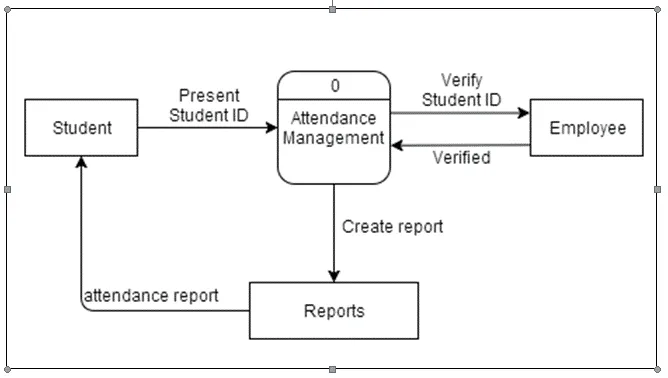 0
Attendance
Management
Student
Present
Student ID
Verify
Student ID
Employee
Verified
Create report
attendance report
Reports